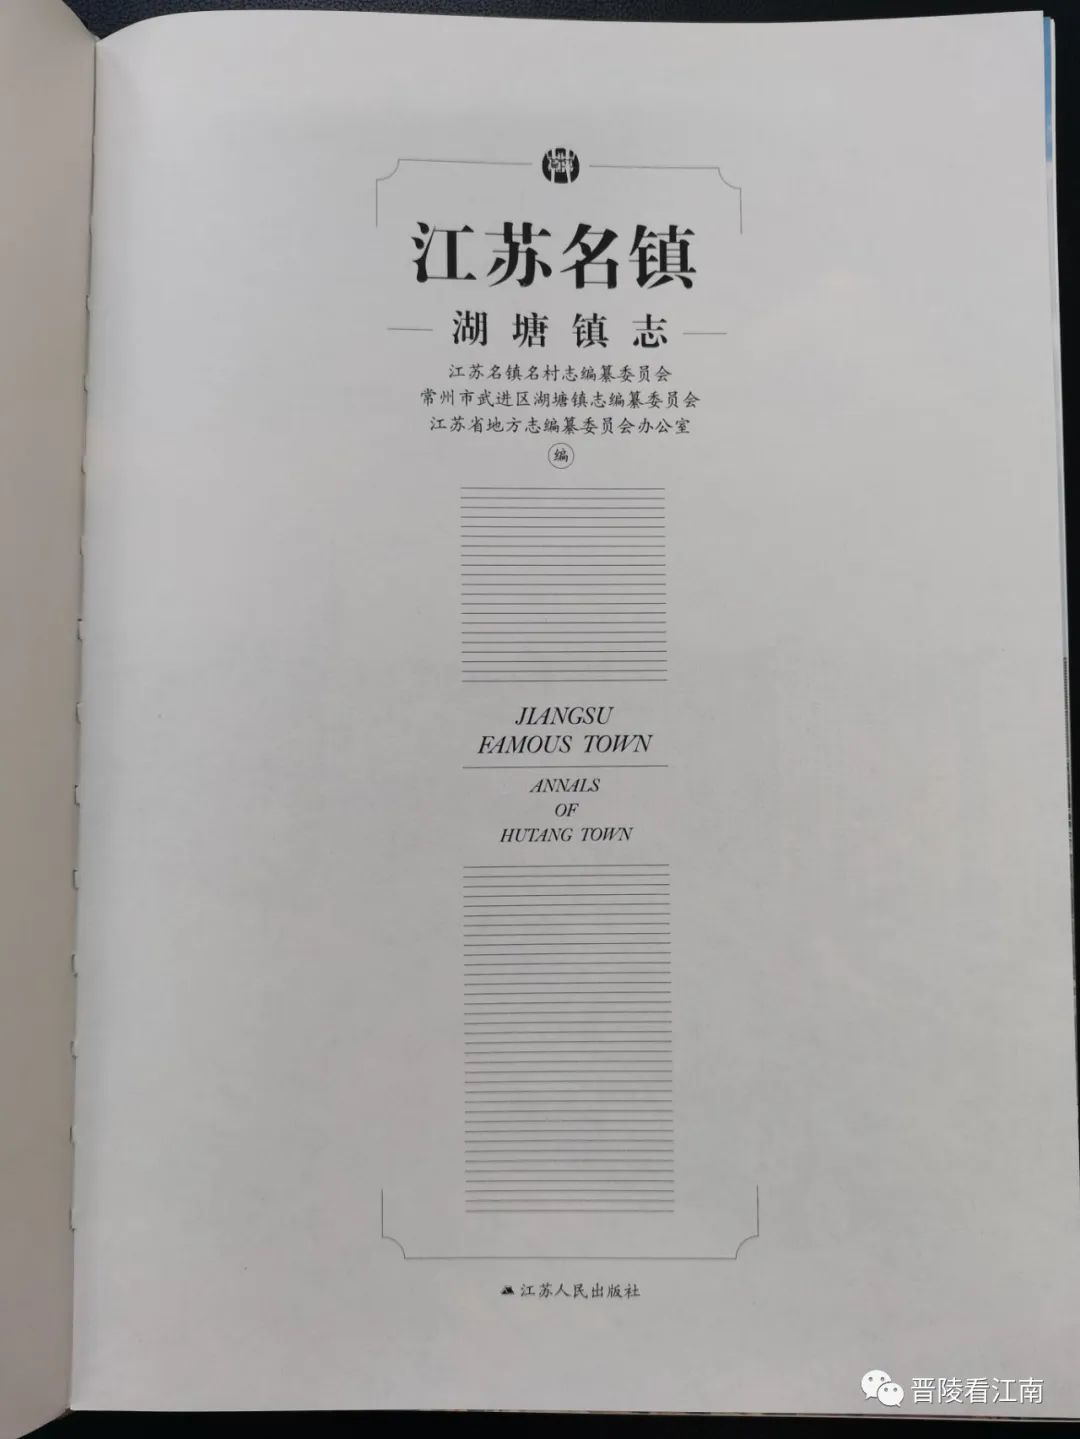 江苏名镇
湖塘镇志
江苏名镇名村志编纂委员会
常州市武进区湖塘镇志编纂委员会
江苏省地方志编纂委员会办公室
编
JIANGSU
FAMOUS TOWN
ANNALS
OF
HUTANG TOWN
江苏人民出版社
晋陵看江南